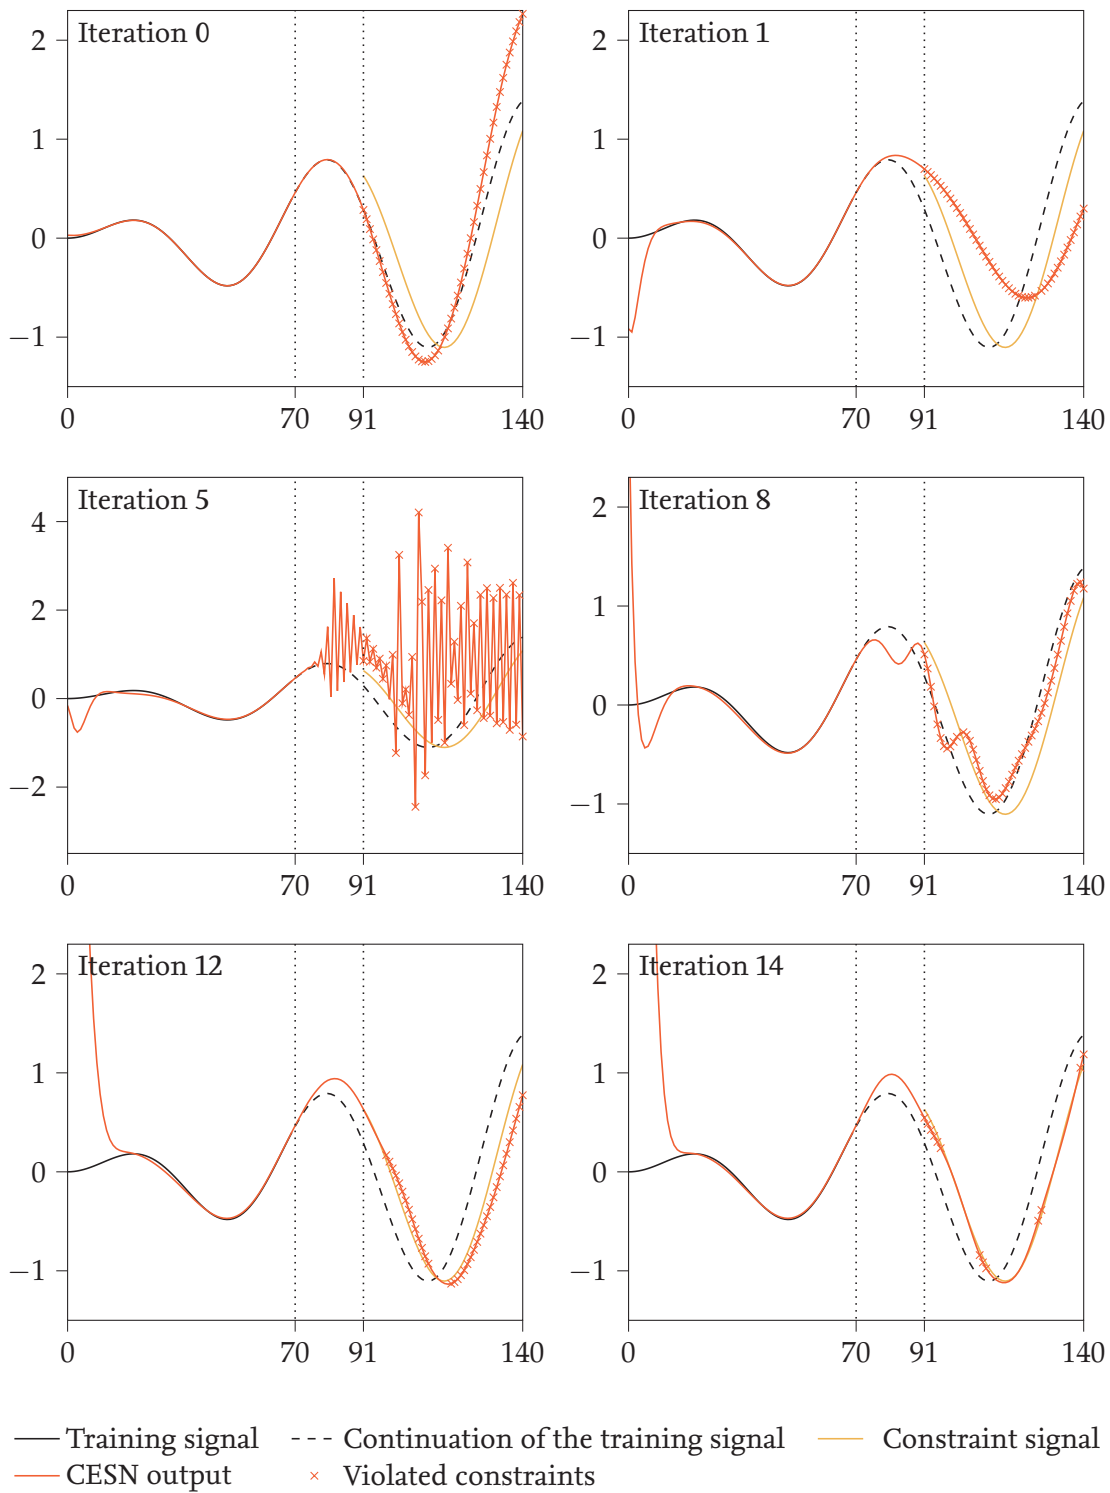 Iteration 0
2
1
0
−1
0 70 91 140
Iteration 1
2
1
0
−1
0 70 91 140
Iteration 5
4
2
0
−2
0 70 91 140
Iteration 8
2
1
0
−1
0 70 91 140
Iteration 12
2
1
0
−1
0 70 91 140
Iteration 14
2
1
0
−1
0 70 91 140
Training signal
Continuation of the training signal
Constraint signal
CESN output
Violated constraints